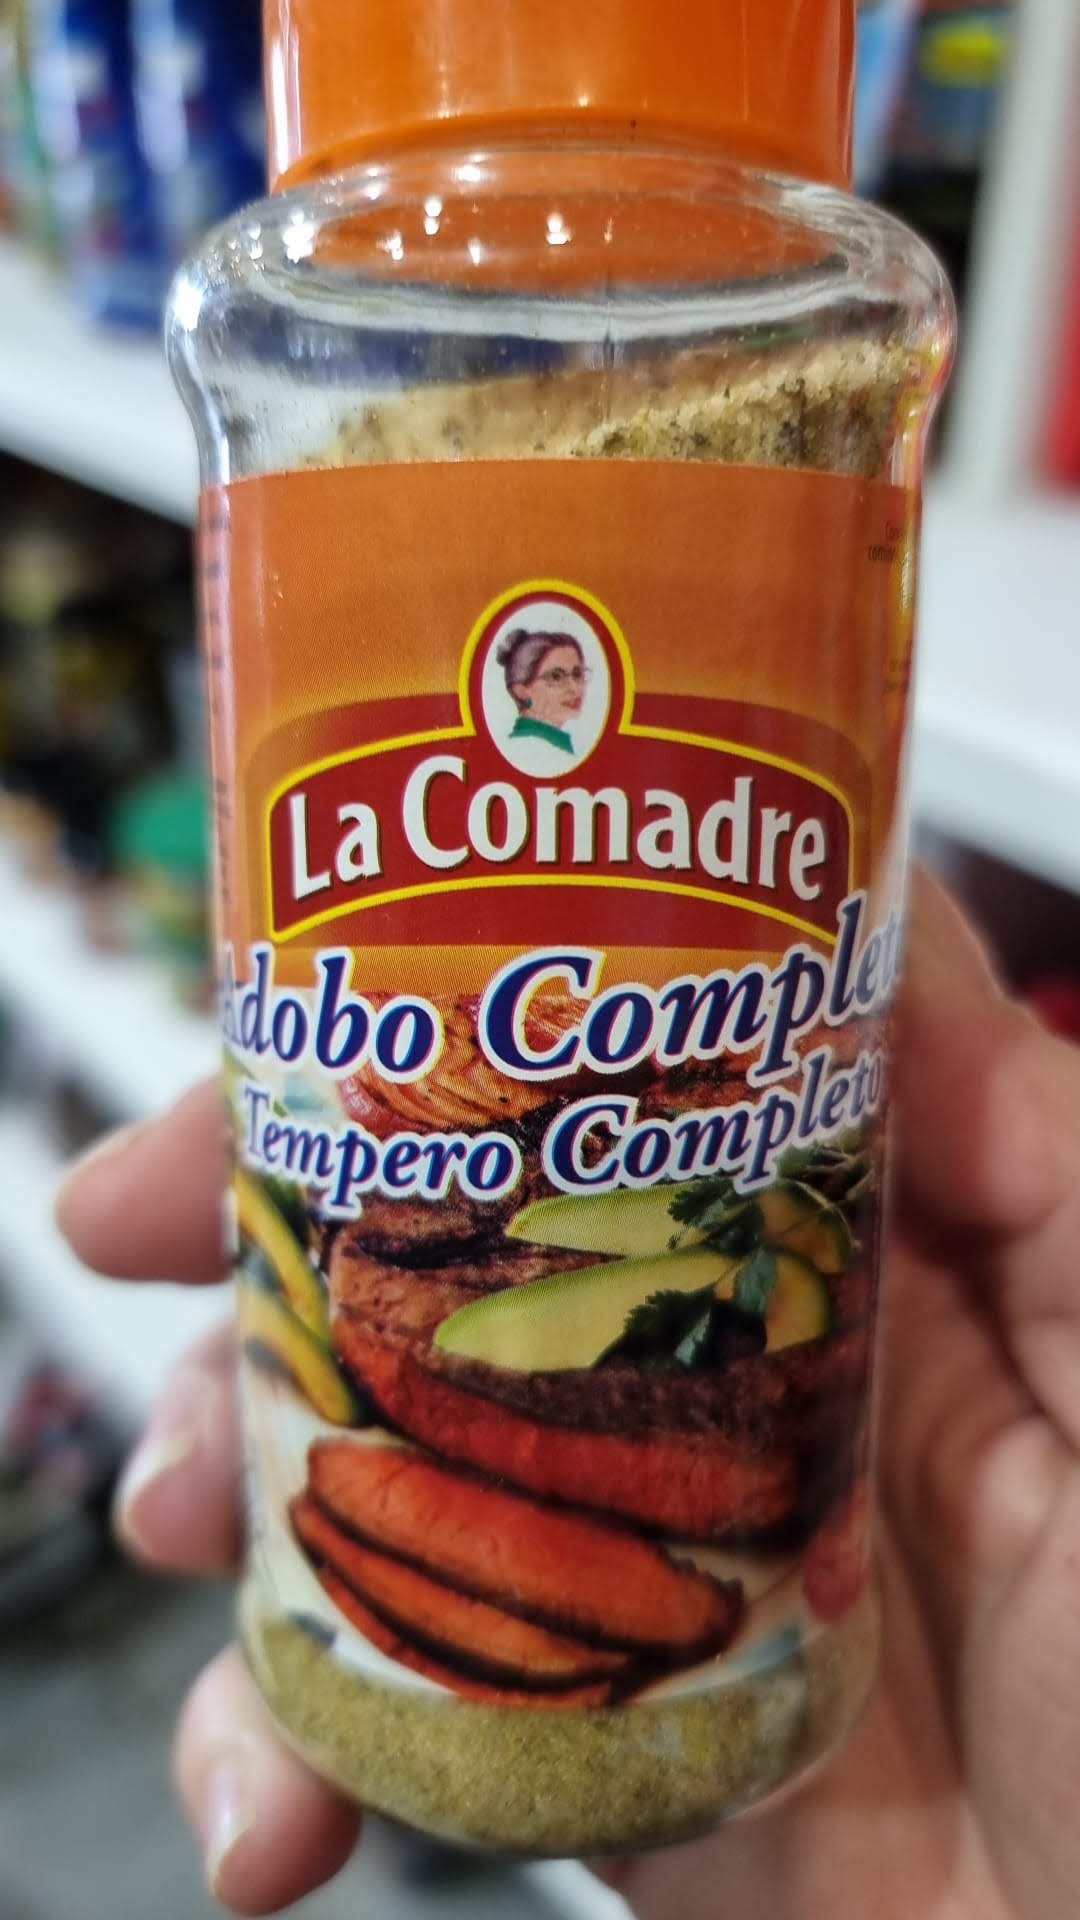 La Comadre
Adobo Complet
Tempero Completo